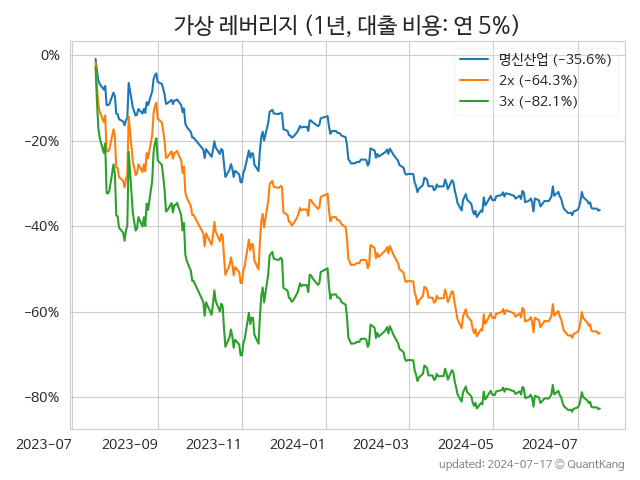 가상 레버리지 (1년, 대출 비용: 연 5%)
명신산업 (−35.6%)
2x (−64.3%)
3x (−82.1%)
0%
−20%
−40%
−60%
−80%
2023-07 2023-09 2023-11 2024-01 2024-03 2024-05 2024-07
updated: 2024-07-17 © QuantKang